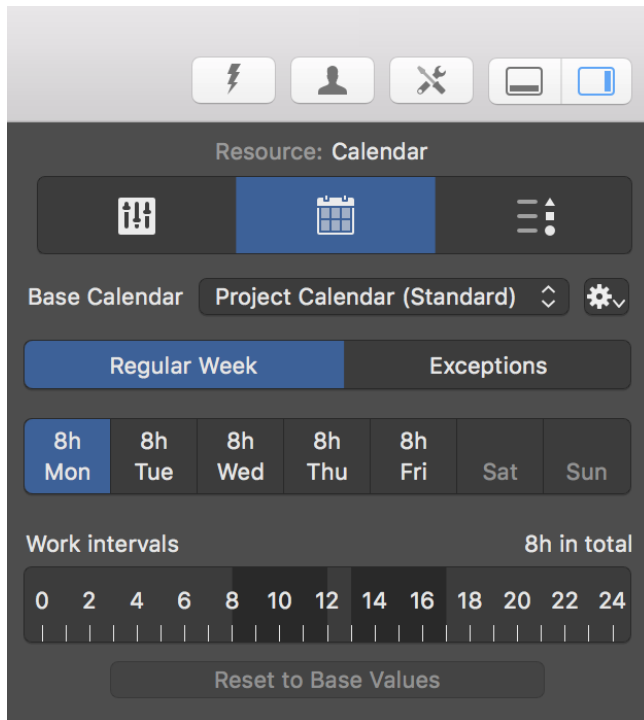 Resource: Calendar
Base Calendar Project Calendar (Standard)
Regular Week Exceptions
8h 8h 8h 8h 8h
Mon Tue Wed Thu Fri Sat Sun
Work intervals 8h in total
0 2 4 6 8 10 12 14 16 18 20 22 24
Reset to Base Values